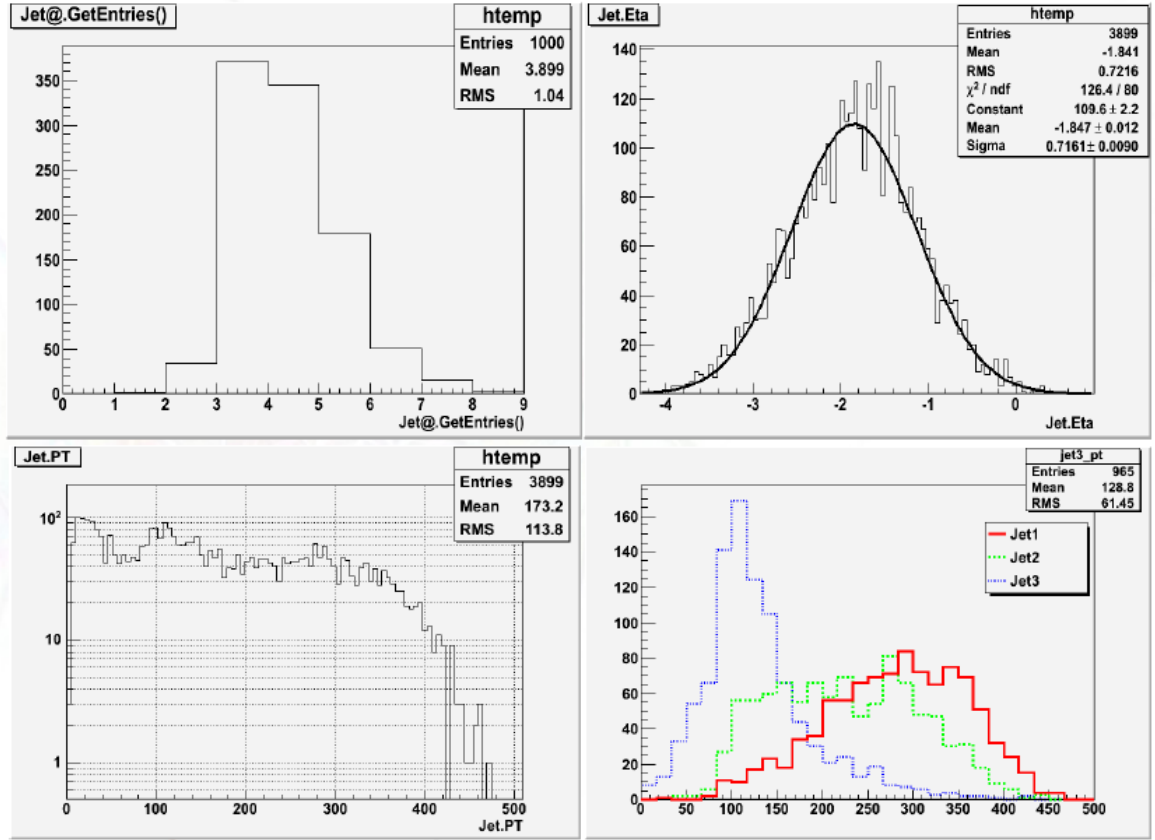 Jet@.GetEntries()
htemp
Entries 1000
Mean 3.899
RMS 1.04
350
300
250
200
150
100
50
0
0 1 2 3 4 5 6 7 8 9
Jet@.GetEntries()
Jet.Eta
htemp
Entries 3899
Mean -1.841
RMS 0.7216
χ² / ndf 126.4 / 80
Constant 109.6 ± 2.2
Mean -1.847 ± 0.012
Sigma 0.7161± 0.0090
140
120
100
80
60
40
20
0
-4 -3 -2 -1 0
Jet.Eta
Jet.PT
htemp
Entries 3899
Mean 173.2
RMS 113.8
10²
10
1
0 100 200 300 400 500
Jet.PT
jet3_pt
Entries 965
Mean 128.8
RMS 61.45
Jet1
Jet2
Jet3
160
140
120
100
80
60
40
20
0
0 50 100 150 200 250 300 350 400 450 500